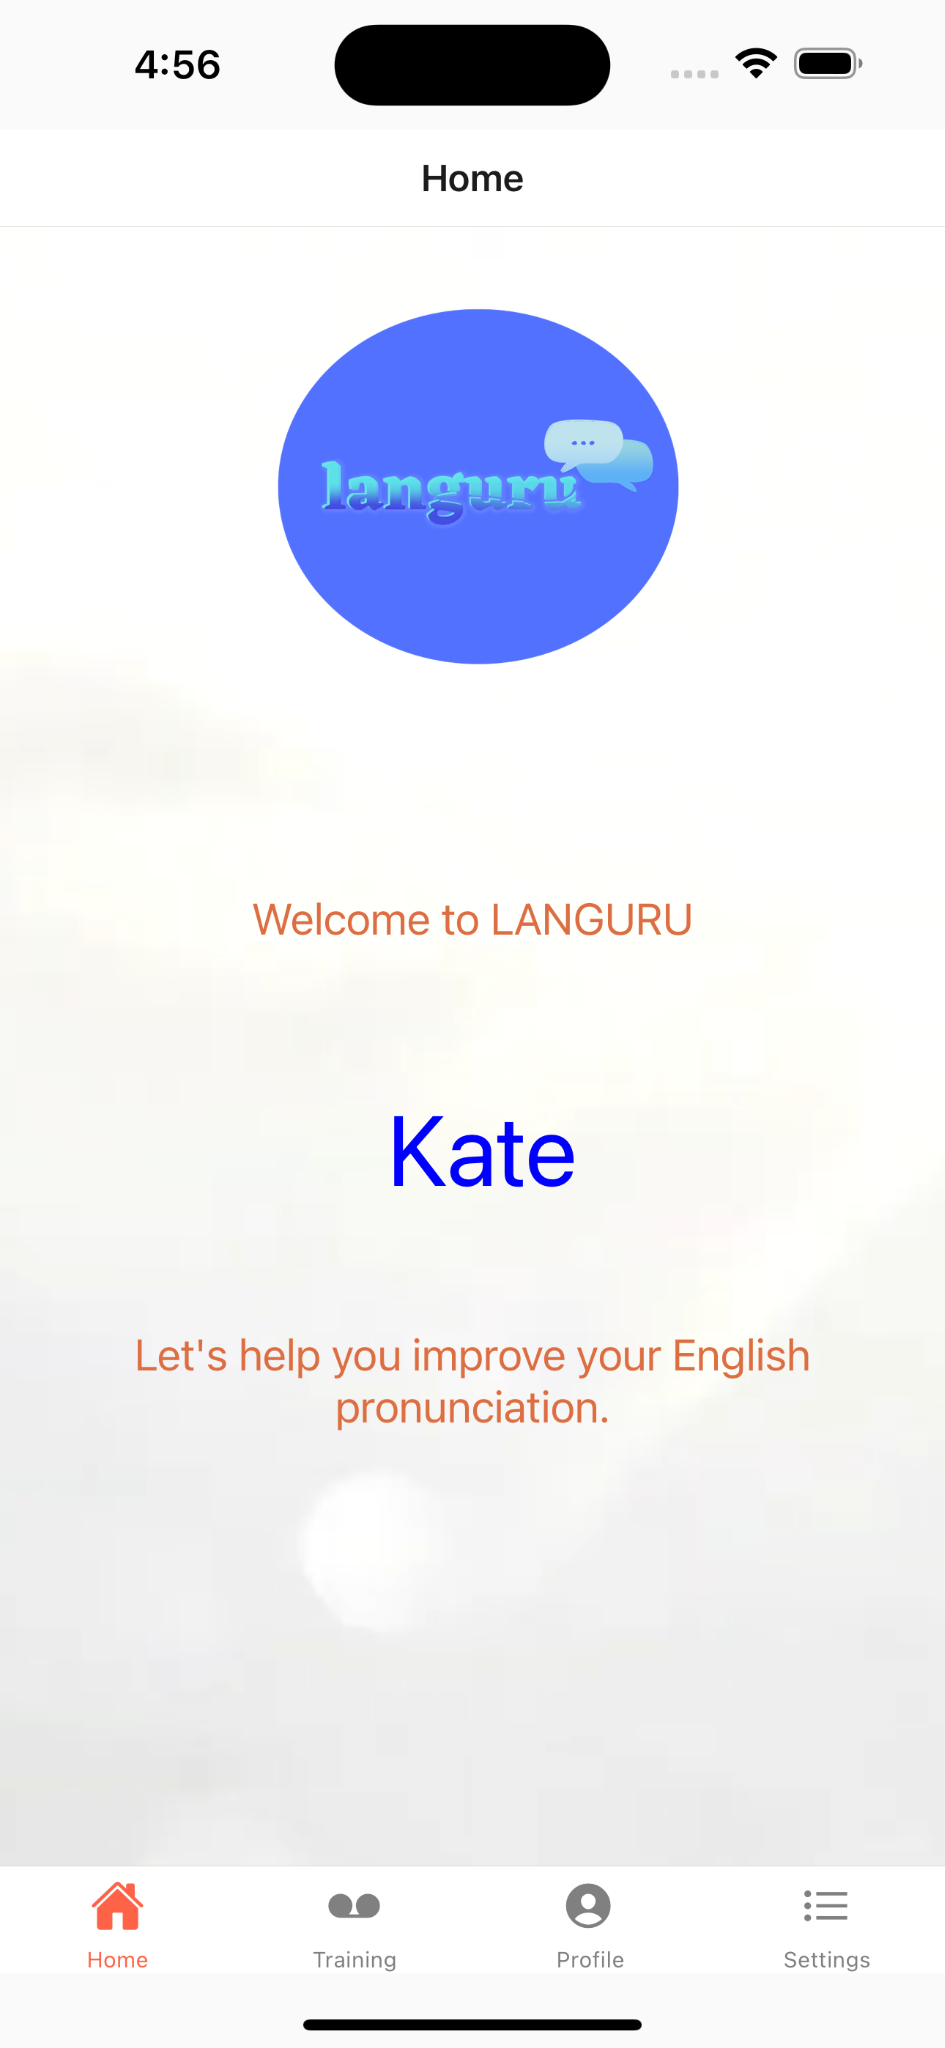 4:56
Home
languru
Welcome to LANGURU
Kate
Let's help you improve your English
pronunciation.
Home
Training
Profile
Settings